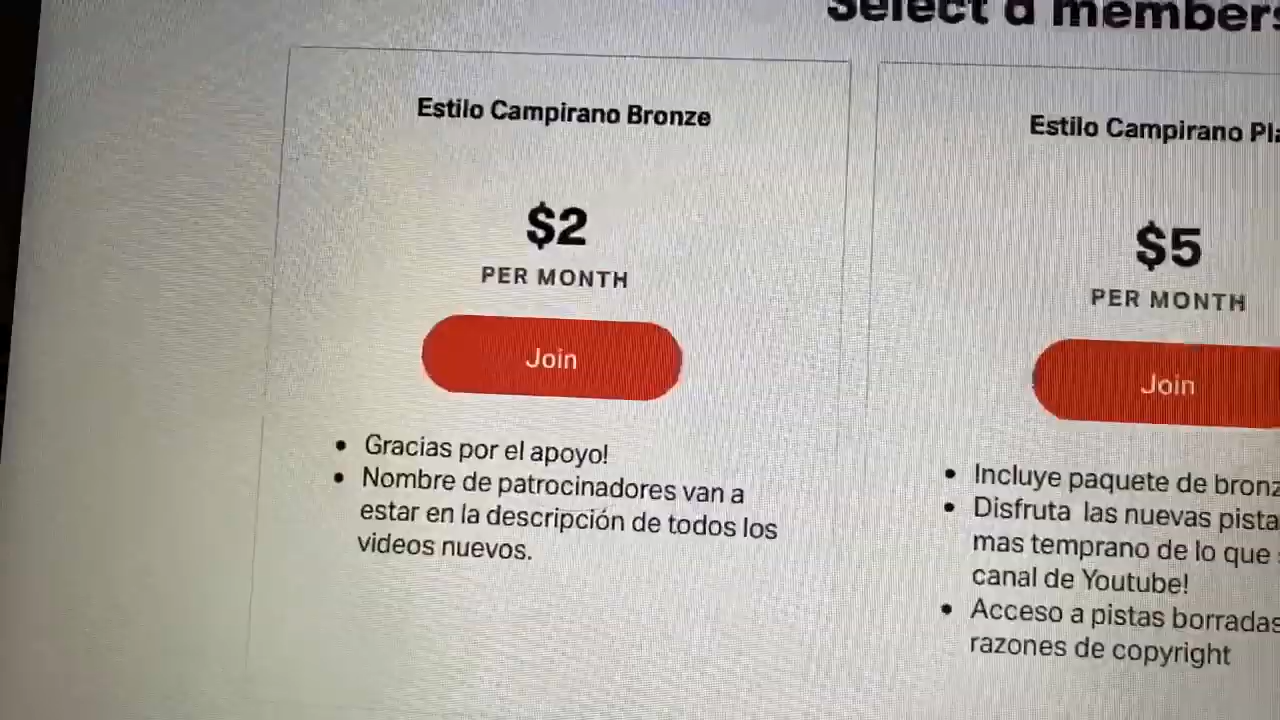 Select a
Estilo Campirano Bronze
$2
PER MONTH
Join
Gracias por el apoyo!
Nombre de patrocinadores van a
estar en la descripción de todos los
videos nuevos.
Estilo Campirano
$5
PER MONTH
Join
Incluye paquete de
Disfruta las nuevas
mas temprano de lo que
canal de Youtube!
Acceso a pistas borradas
razones de copyright